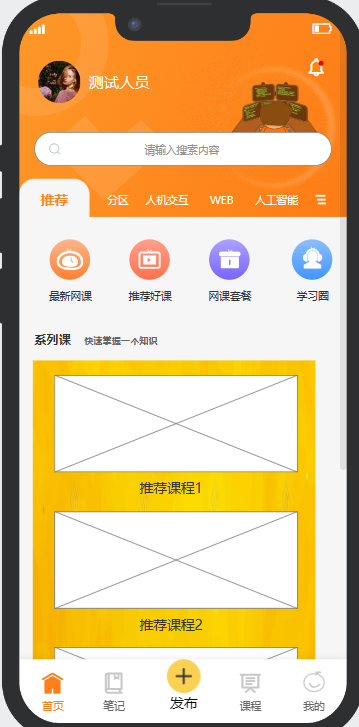 测试人员
请输入搜索内容
推荐 分区 人机交互 WEB 人工智能
最新网课 推荐好课 网课套餐 学习圈
系列课 快速掌握一个知识
推荐课程1
推荐课程2
首页 笔记 发布 课程 我的